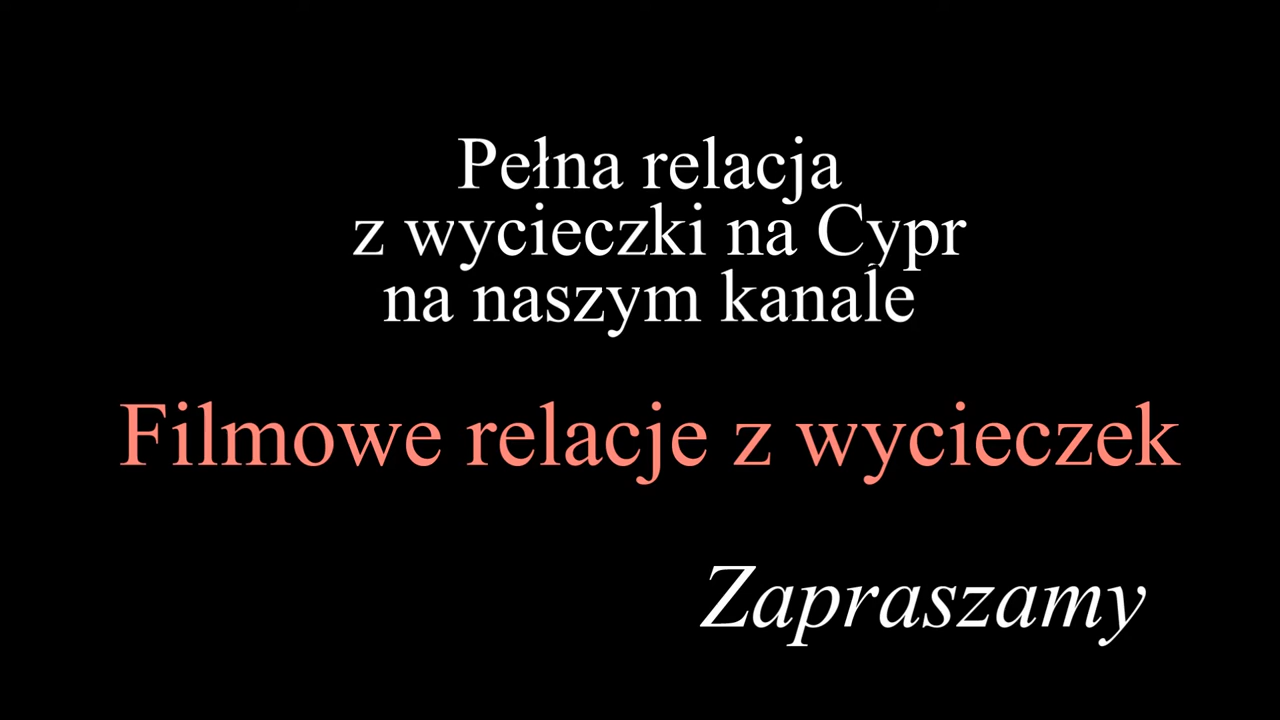 Pełna relacja
z wycieczki na Cypr
na naszym kanale
Filmowe relacje z wycieczek
Zapraszamy